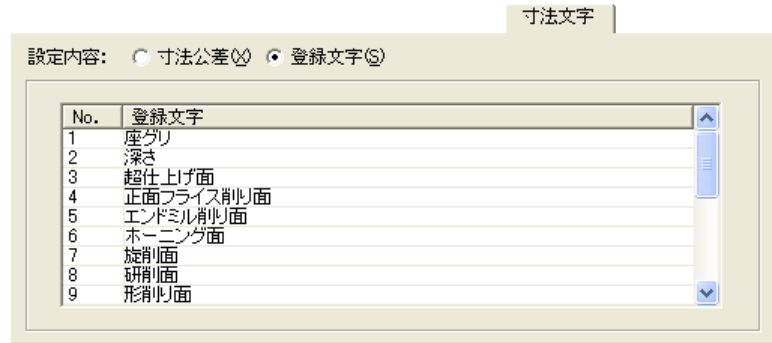 寸法文字
設定内容: 寸法公差(X) 登録文字(S)
No. 登録文字
1 座グリ
2 深さ
3 超仕上げ面
4 正面フライス削り面
5 エンドミル削り面
6 ホーニング面
7 旋削面
8 研削面
9 形削り面